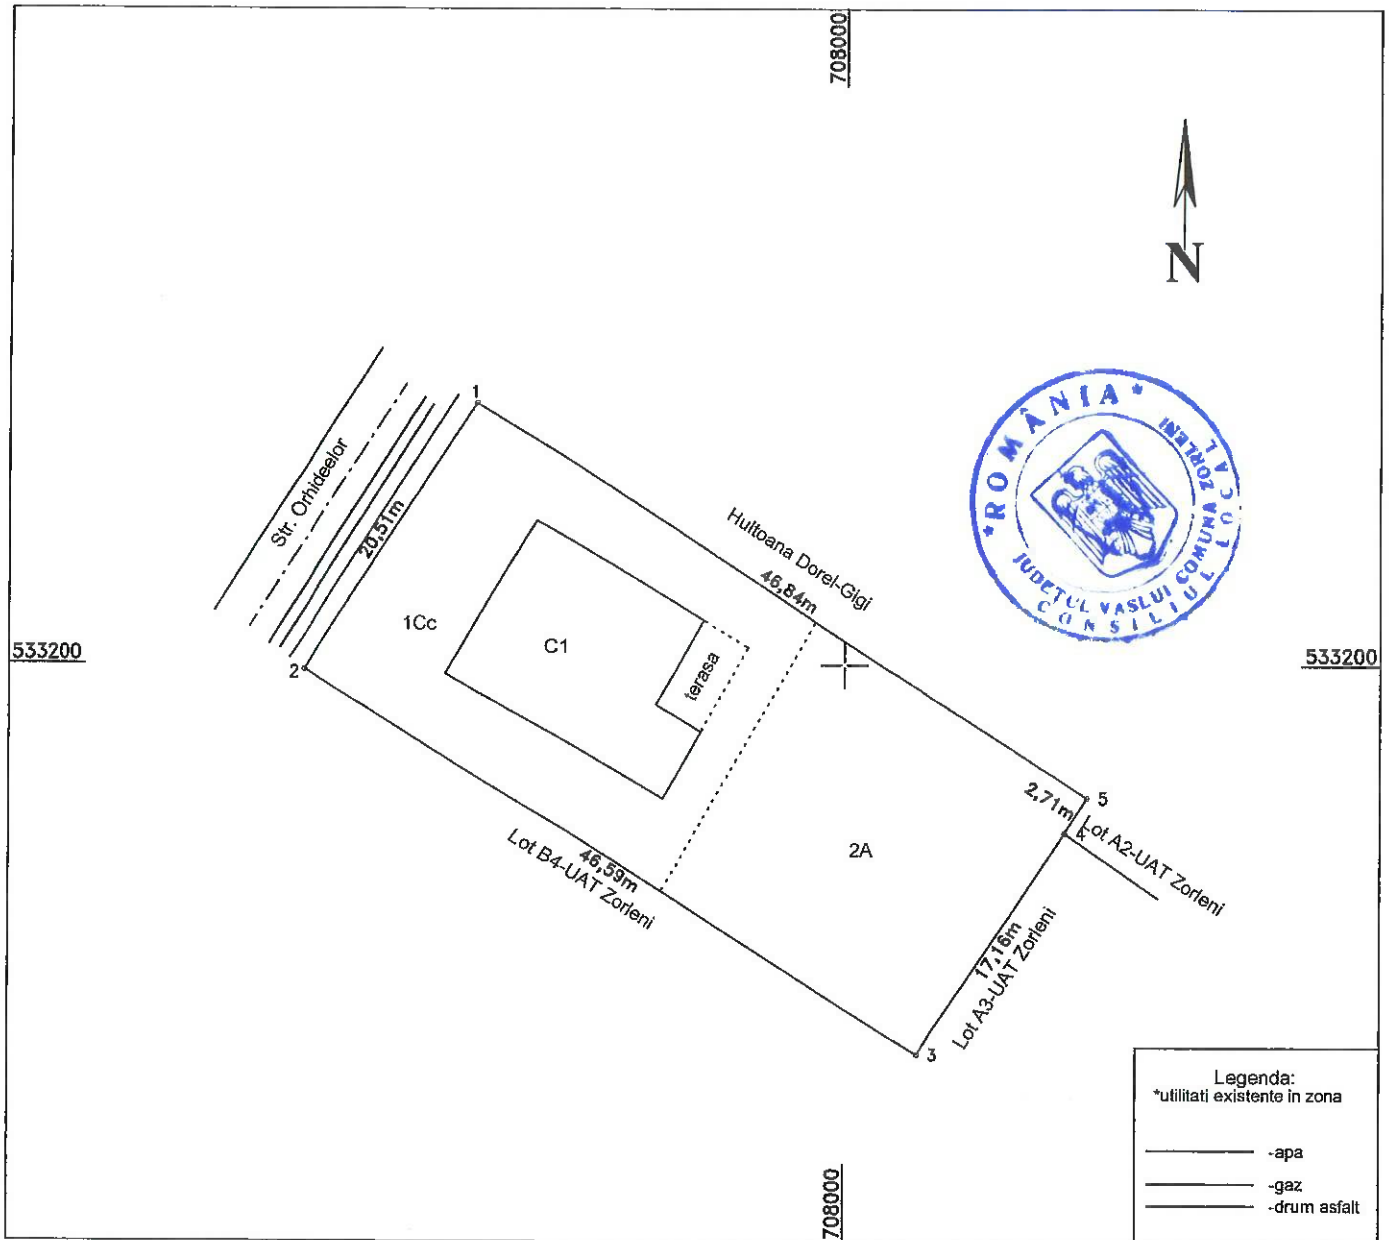 708000
N
1
Str. Orhideelor
20,51m
Hultoana Dorel-Gigi
46,84m
*ROMÂNIA*
JUDEȚUL VASLUI COMUNA ZORLENI
CONSILIUL LOCAL
1Cc
C1
terasa
533200
533200
2
2,71m
5
4
Lot A2-UAT Zorleni
2A
Lot B4-UAT Zorleni
46,59m
17,16m
Lot A3-UAT Zorleni
3
Legenda:
*utilitati existente in zona
-apa
-gaz
-drum asfalt
708000